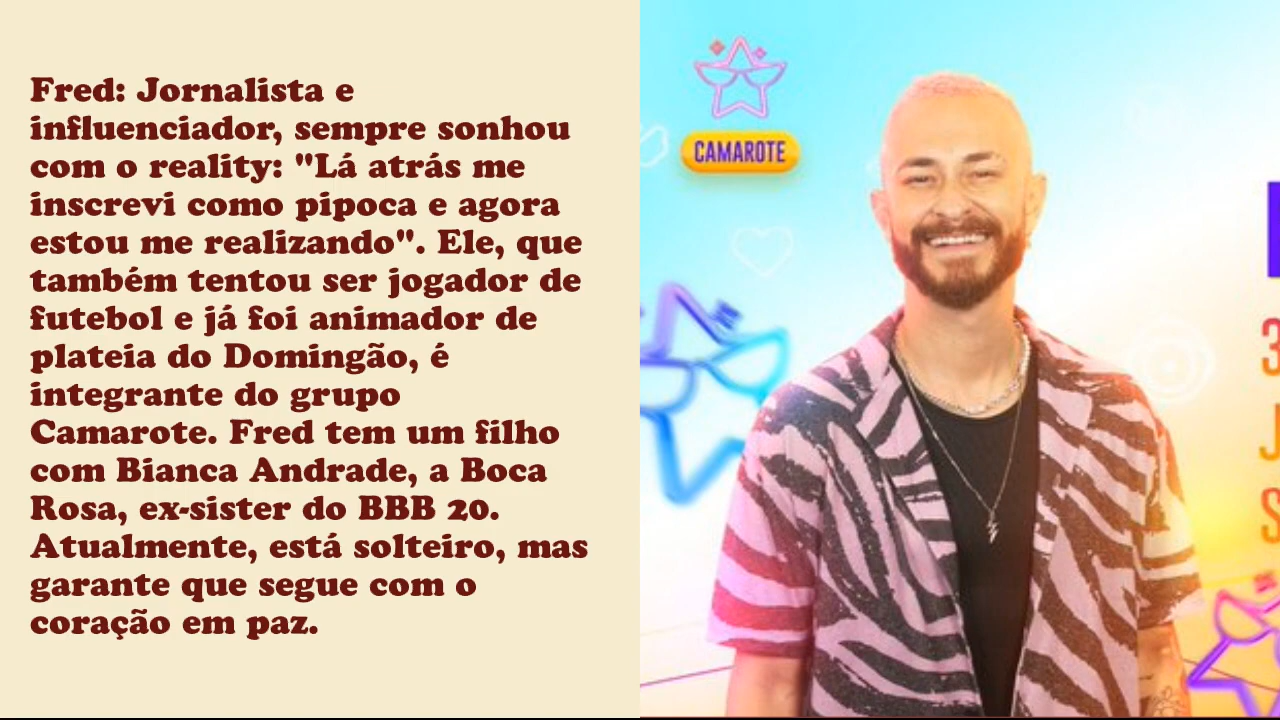 Fred: Jornalista e
influenciador, sempre sonhou
com o reality: "Lá atrás me
inscrevi como pipoca e agora
estou me realizando". Ele, que
também tentou ser jogador de
futebol e já foi animador de
plateia do Domingão, é
integrante do grupo
Camarote. Fred tem um filho
com Bianca Andrade, a Boca
Rosa, ex-sister do BBB 20.
Atualmente, está solteiro, mas
garante que segue com o
coração em paz.
CAMAROTE
3
J
S